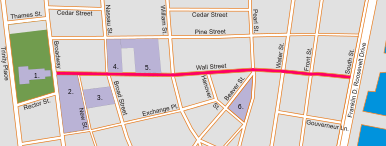 Thames St.
Cedar Street
Cedar Street
Pine Street
Trinity Place
Broadway
Nassau St.
William St.
Pearl St.
Water St.
Front St.
South St.
Franklin D. Roosevelt Drive
Wall Street
1.
2.
3.
4.
5.
6.
Rector St.
New St.
Broad Street
Exchange Pl.
Hanover
St.
Beaver St.
Gouverneur Ln.